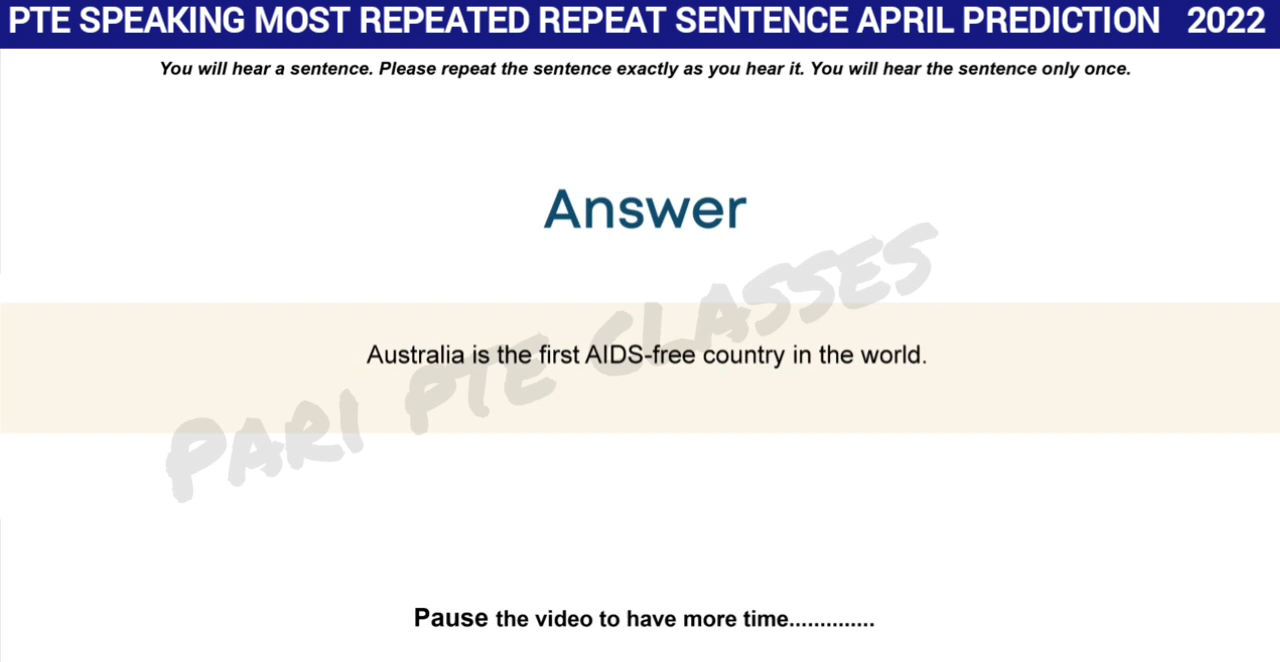 PTE SPEAKING MOST REPEATED REPEAT SENTENCE APRIL PREDICTION 2022
You will hear a sentence. Please repeat the sentence exactly as you hear it. You will hear the sentence only once.
Answer
Australia is the first AIDS-free country in the world.
PARI PTE CLASSES
Pause the video to have more time..............